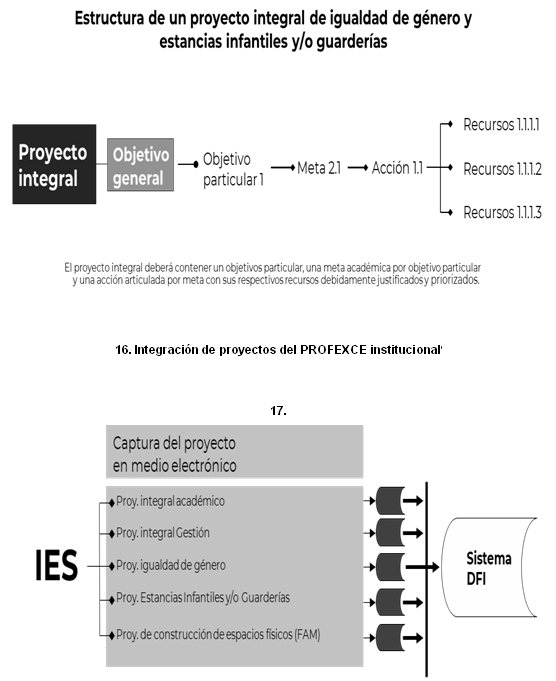 Estructura de un proyecto integral de igualdad de género y
estancias infantiles y/o guarderías
Proyecto
integral
Objetivo
general
Objetivo
particular 1
Meta 2.1
Acción 1.1
Recursos 1.1.1.1
Recursos 1.1.1.2
Recursos 1.1.1.3
El proyecto integral deberá contener un objetivos particular, una meta académica por objetivo particular
y una acción articulada por meta con sus respectivos recursos debidamente justificados y priorizados.
16. Integración de proyectos del PROFEXCE institucional
17.
Captura del proyecto
en medio electrónico
IES
Proy. integral académico
Proy. integral Gestión
Proy. igualdad de género
Proy. Estancias Infantiles y/o Guarderías
Proy. de construcción de espacios físicos (FAM)
Sistema
DFI